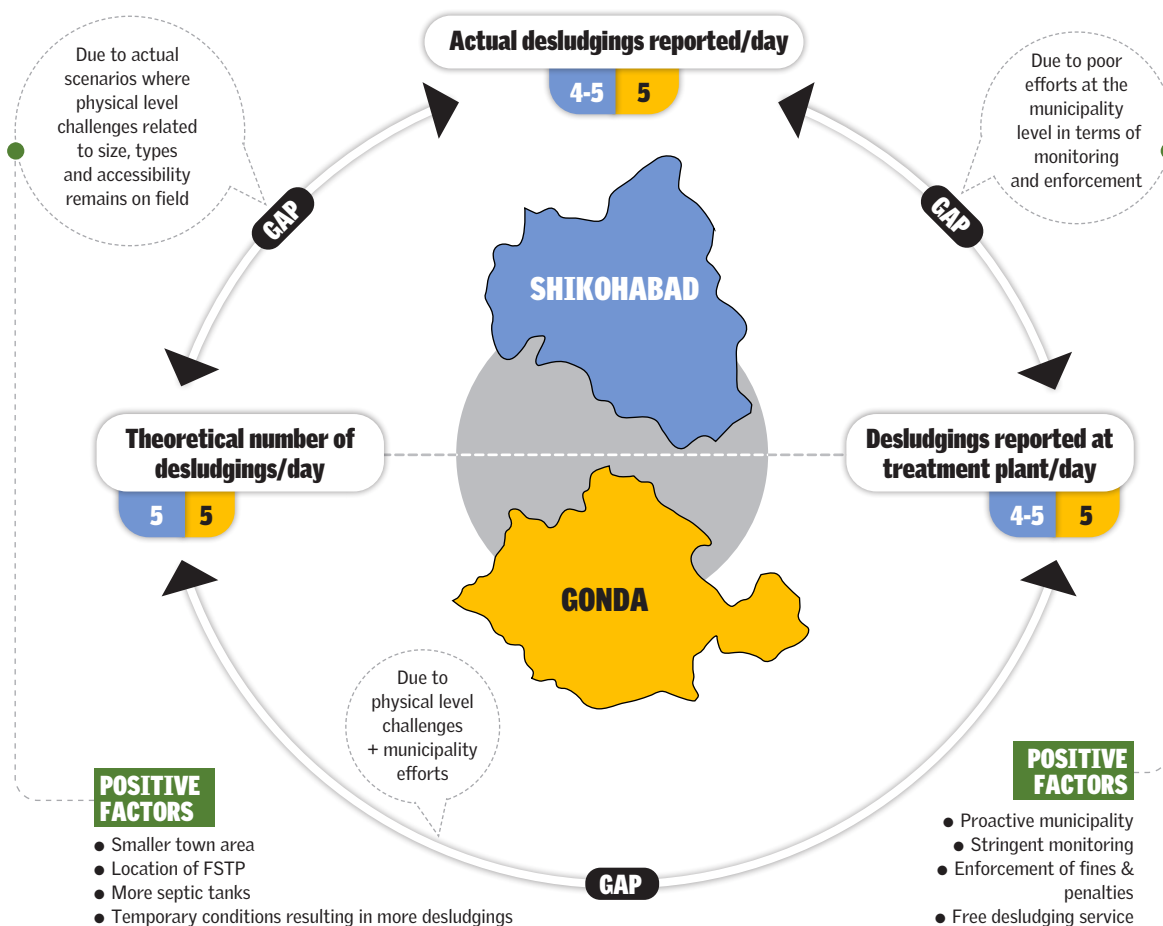 Actual desludgings reported/day
4-5 5
Due to actual
scenarios where
physical level
challenges related
to size, types
and accessibility
remains on field
GAP
Due to poor
efforts at the
municipality
level in terms of
monitoring
and enforcement
GAP
SHIKOHABAD
Theoretical number of
desludgings/day
5 5
Desludgings reported at
treatment plant/day
4-5 5
GONDA
Due to
physical level
challenges
+ municipality
efforts
GAP
POSITIVE
FACTORS
● Smaller town area
● Location of FSTP
● More septic tanks
● Temporary conditions resulting in more desludgings
POSITIVE
FACTORS
● Proactive municipality
● Stringent monitoring
● Enforcement of fines &
penalties
● Free desludging service